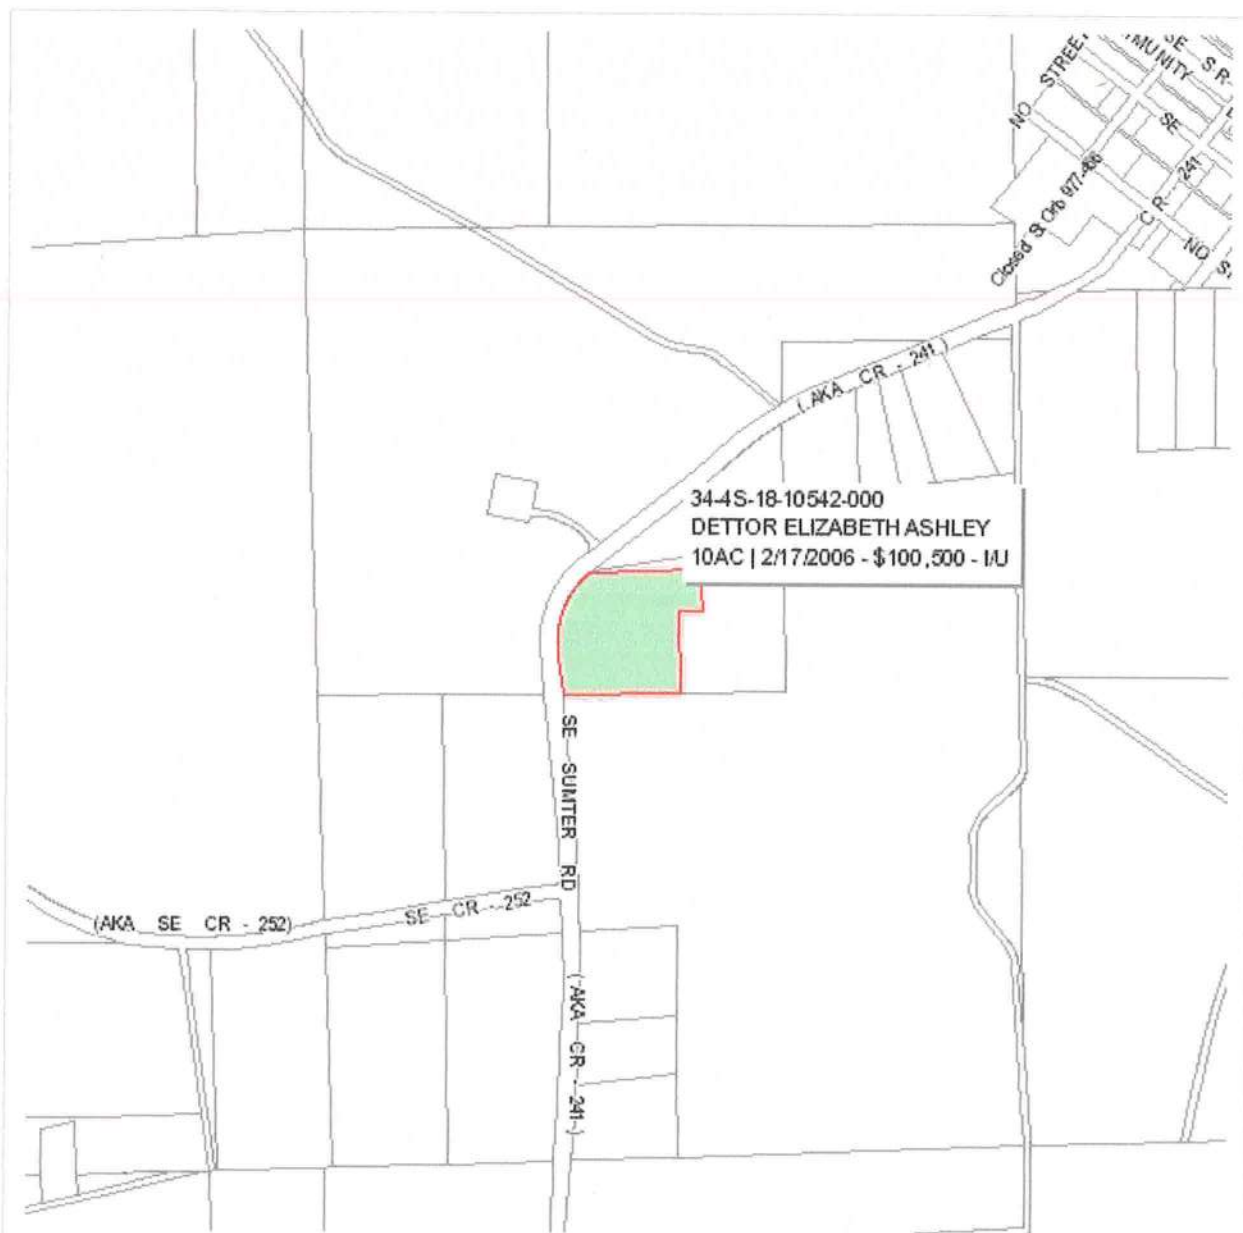 NO STREET
MUNITY
SE
S R-
SE
Closed St Orb 977-466
C R - 241
NO S
(AKA CR - 241)
34-4S-18-10542-000
DETTOR ELIZABETH ASHLEY
10AC | 2/17/2006 - $100,500 - I/U
SE SUMTER RD
(AKA SE CR - 252)
SE CR - 252
(AKA CR - 241)